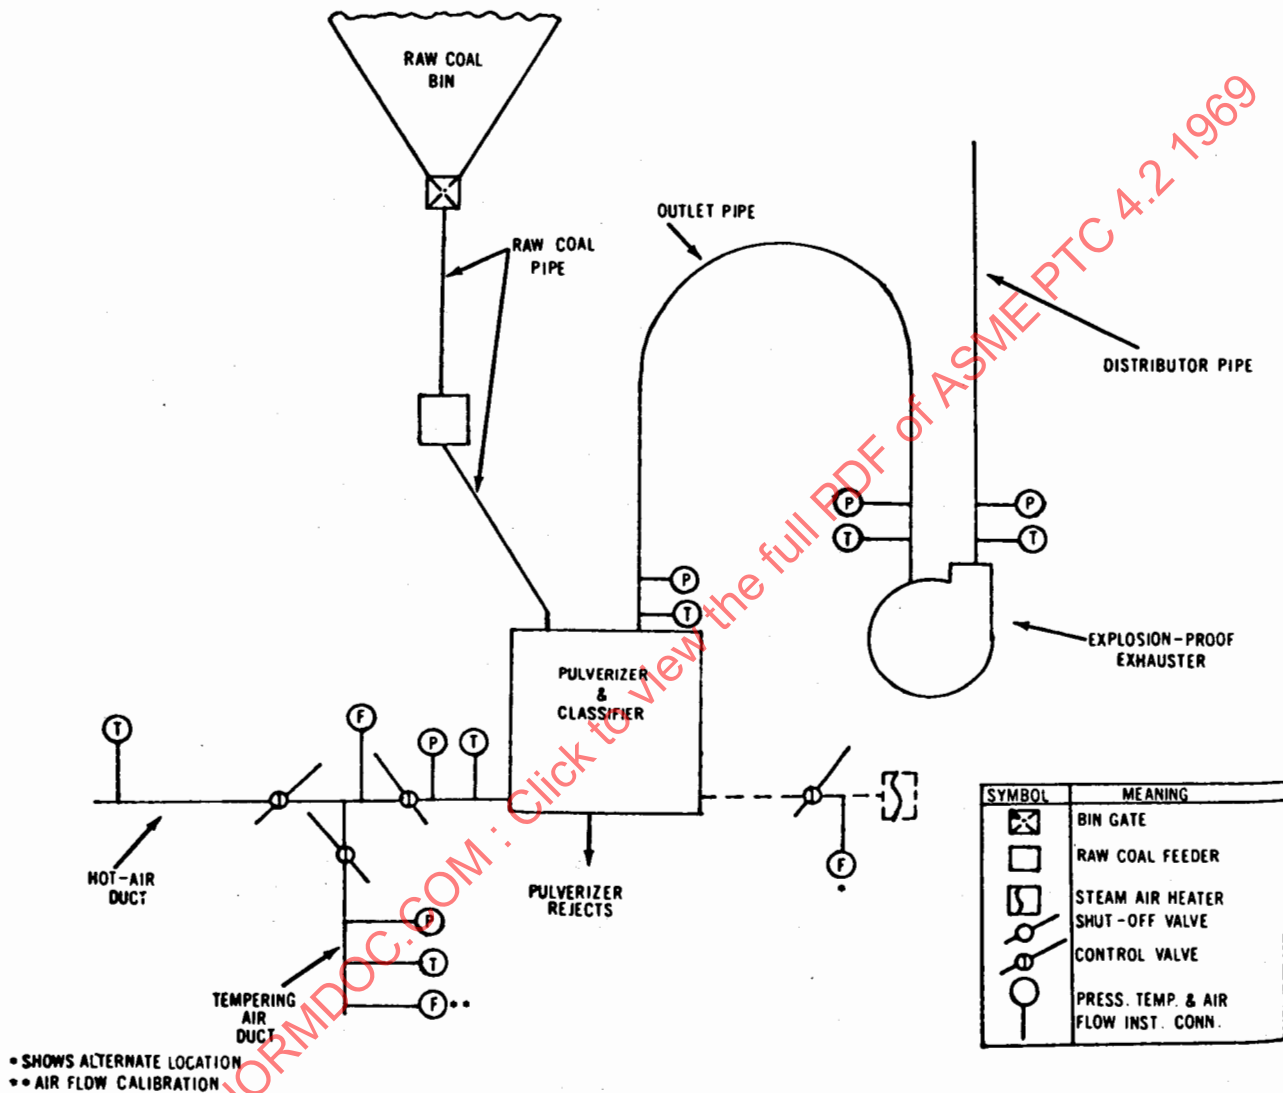 RAW COAL
BIN
RAW COAL
PIPE
OUTLET PIPE
DISTRIBUTOR PIPE
P
T
P
T
P
T
EXPLOSION-PROOF
EXHAUSTER
PULVERIZER
&
CLASSIFIER
T
F
P
T
HOT-AIR
DUCT
PULVERIZER
REJECTS
F
*
P
T
F **
TEMPERING
AIR
DUCT
* SHOWS ALTERNATE LOCATION
** AIR FLOW CALIBRATION
SYMBOL MEANING
BIN GATE
RAW COAL FEEDER
STEAM AIR HEATER
SHUT-OFF VALVE
CONTROL VALVE
PRESS. TEMP. & AIR
FLOW INST. CONN.
NORMDOC.COM : Click to view the full PDF of ASME PTC 4.2 1969